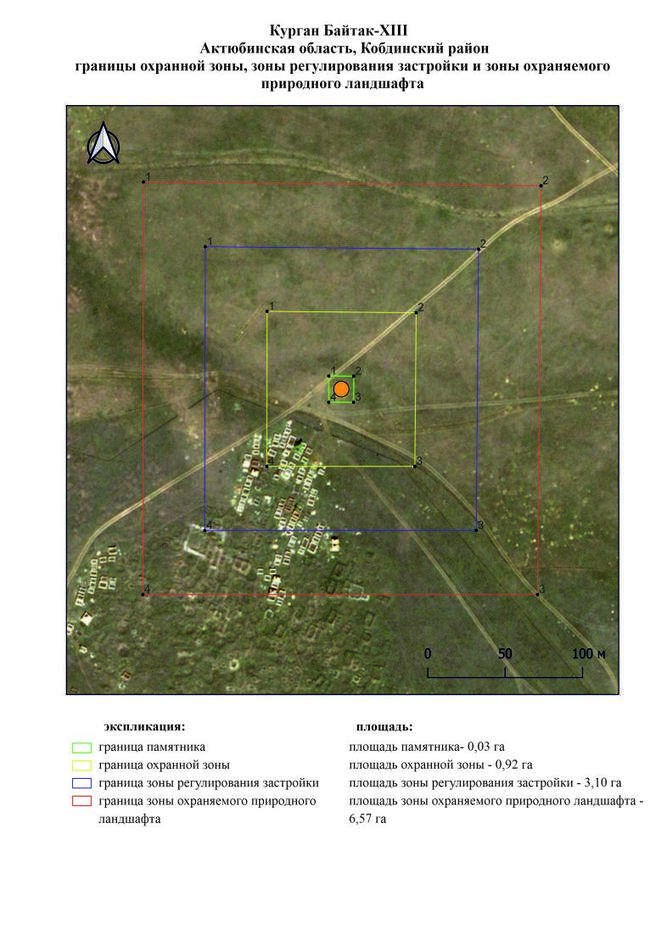 Курган Байтак-XIII
Актюбинская область, Кобдинский район
границы охранной зоны, зоны регулирования застройки и зоны охраняемого
природного ландшафта
1
2
1
2
1
2
1
2
4
3
4
3
4
3
4
3
0
50
100 м
экспликация:
площадь:
граница памятника
площадь памятника- 0,03 га
граница охранной зоны
площадь охранной зоны - 0,92 га
граница зоны регулирования застройки
площадь зоны регулирования застройки - 3,10 га
граница зоны охраняемого природного
площадь зоны охраняемого природного ландшафта -
ландшафта
6,57 га